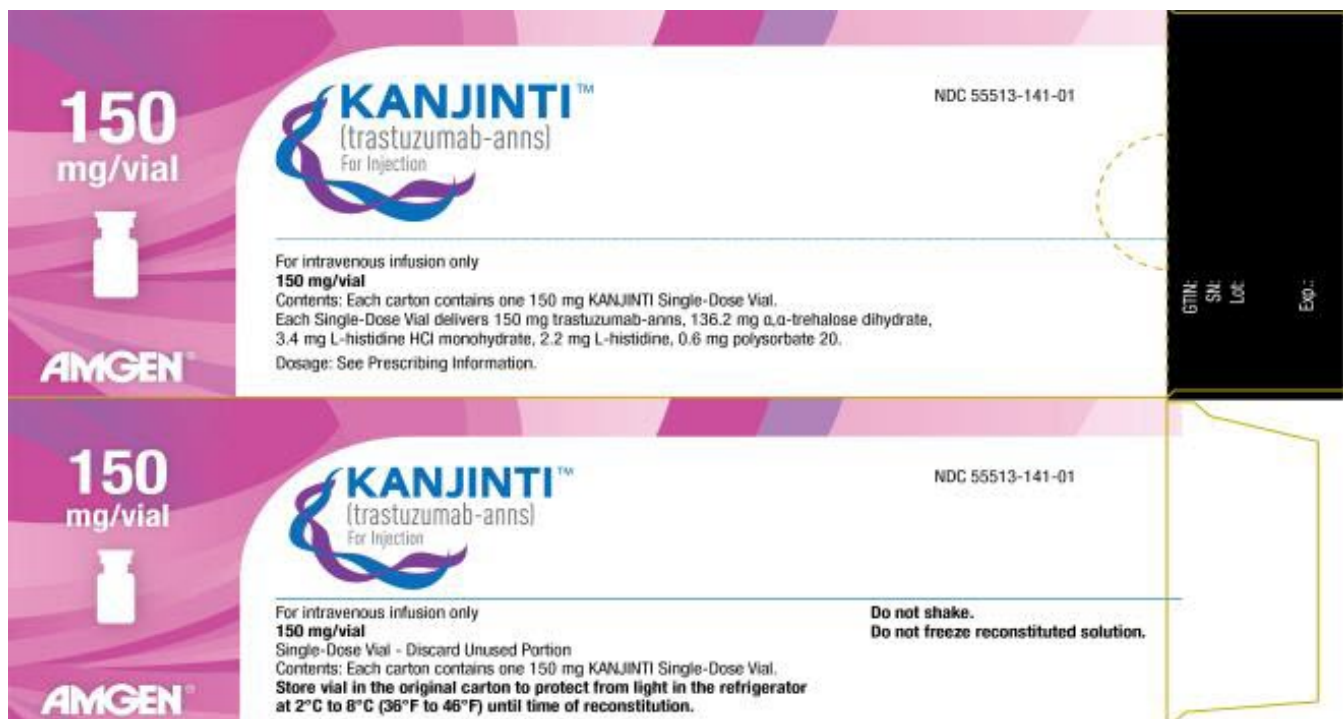 150
mg/vial
AMGEN®
KANJINTI™
(trastuzumab-anns)
For Injection
NDC 55513-141-01
For intravenous infusion only
150 mg/vial
Contents: Each carton contains one 150 mg KANJINTI Single-Dose Vial.
Each Single-Dose Vial delivers 150 mg trastuzumab-anns, 136.2 mg α,α-trehalose dihydrate,
3.4 mg L-histidine HCl monohydrate, 2.2 mg L-histidine, 0.6 mg polysorbate 20.
Dosage: See Prescribing Information.
GTIN:
SN:
Lot:
Exp.:
150
mg/vial
AMGEN®
KANJINTI™
(trastuzumab-anns)
For Injection
NDC 55513-141-01
For intravenous infusion only
150 mg/vial
Single-Dose Vial - Discard Unused Portion
Contents: Each carton contains one 150 mg KANJINTI Single-Dose Vial.
Store vial in the original carton to protect from light in the refrigerator
at 2°C to 8°C (36°F to 46°F) until time of reconstitution.
Do not shake.
Do not freeze reconstituted solution.